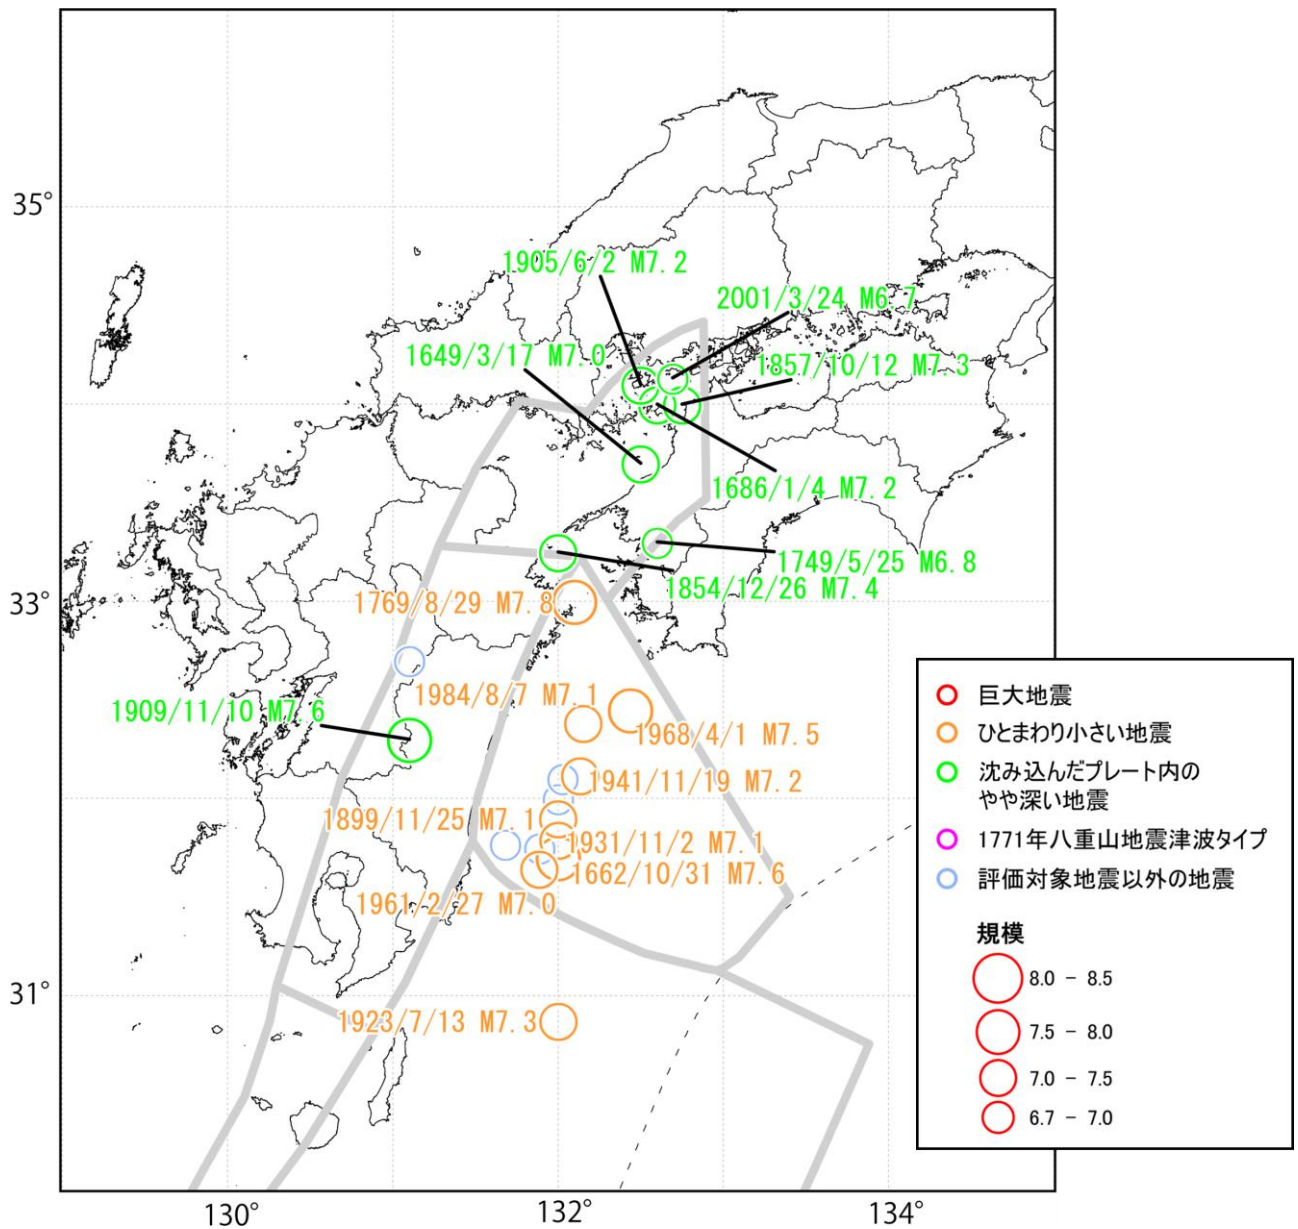 35°
1905/6/2 M7.2
2001/3/24 M6.7
1649/3/17 M7.0
1857/10/12 M7.3
1686/1/4 M7.2
1749/5/25 M6.8
1854/12/26 M7.4
33°
1769/8/29 M7.8
1984/8/7 M7.1
1909/11/10 M7.6
1968/4/1 M7.5
1941/11/19 M7.2
1899/11/25 M7.1
1931/11/2 M7.1
1662/10/31 M7.6
1961/2/27 M7.0
31°
1923/7/13 M7.3
130°
132°
134°
巨大地震
ひとまわり小さい地震
沈み込んだプレート内の
やや深い地震
1771年八重山地震津波タイプ
評価対象地震以外の地震
規模
8.0 - 8.5
7.5 - 8.0
7.0 - 7.5
6.7 - 7.0